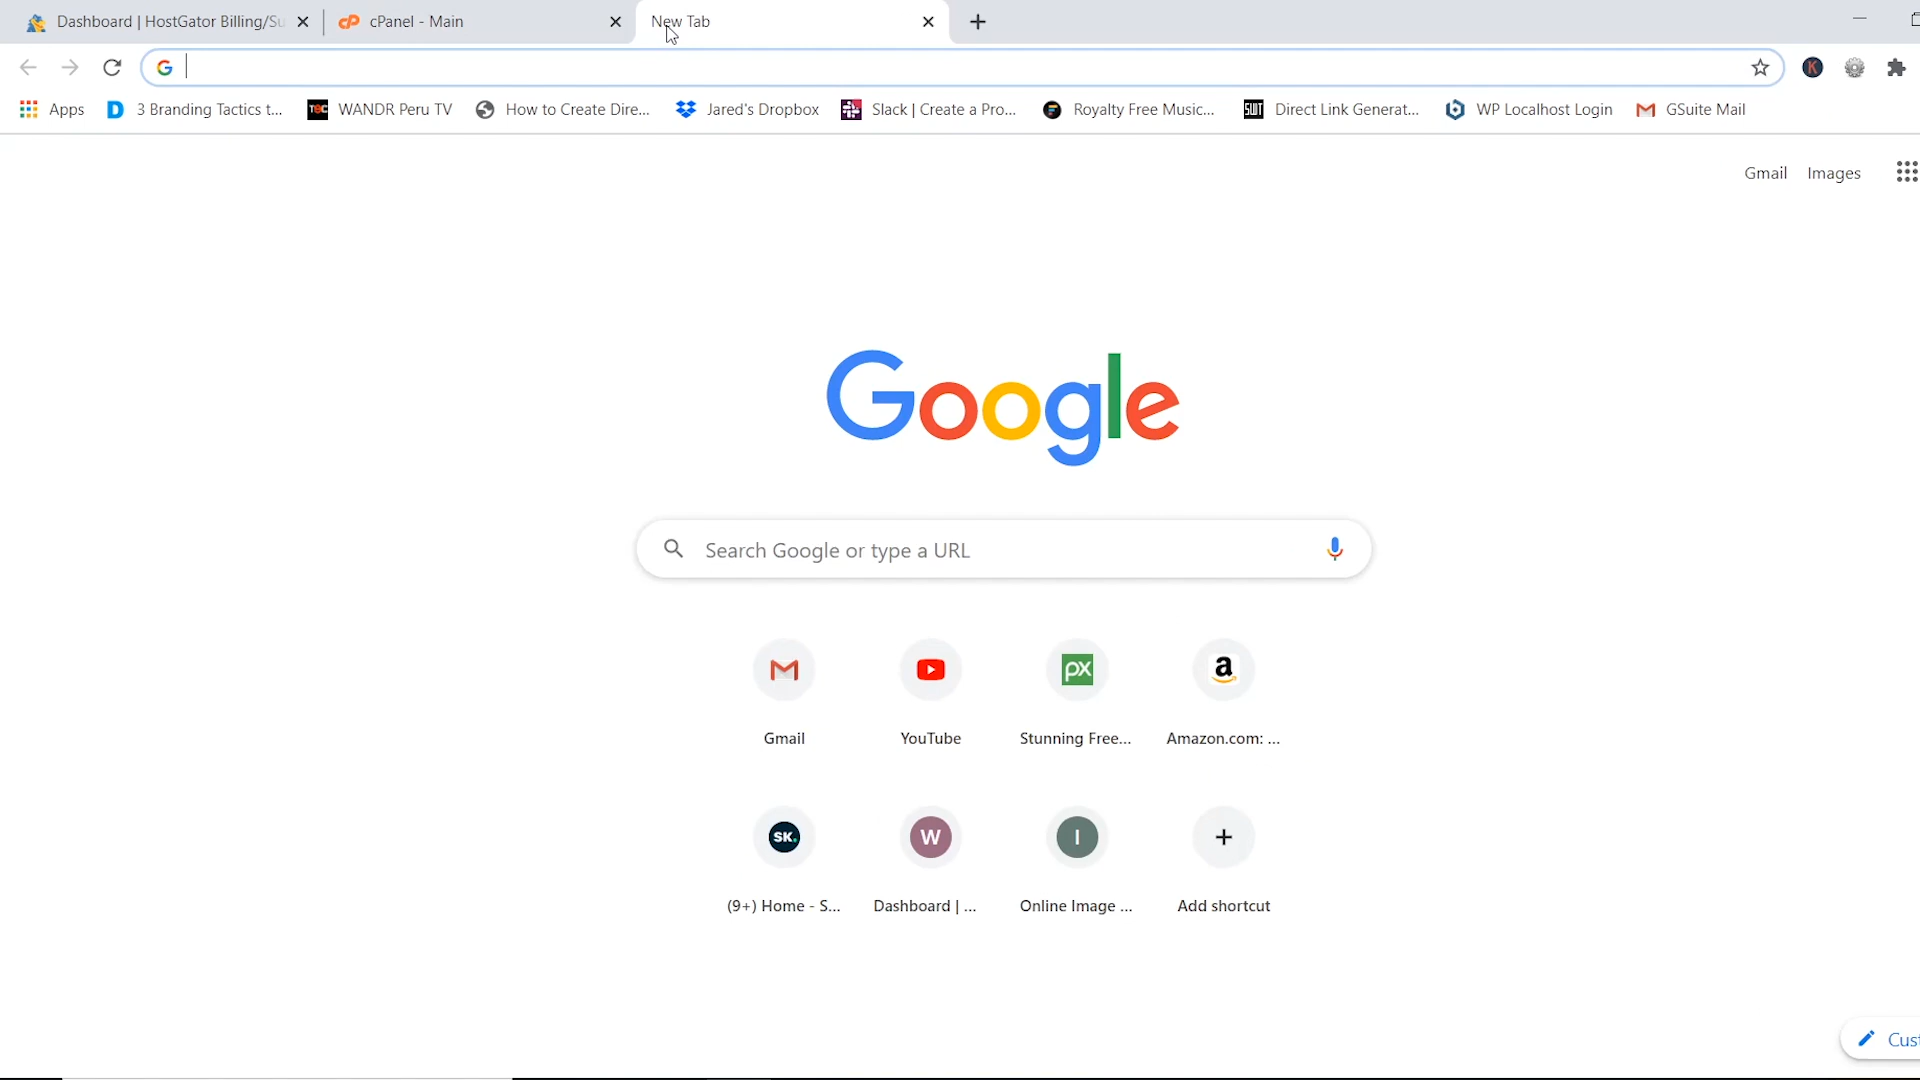 Dashboard | HostGator Billing/Su
cPanel - Main
New Tab
Apps
3 Branding Tactics t...
WANDR Peru TV
How to Create Dire...
Jared's Dropbox
Slack | Create a Pro...
Royalty Free Music...
Direct Link Generat...
WP Localhost Login
GSuite Mail
Gmail
Images
Google
Search Google or type a URL
Gmail
YouTube
Stunning Free...
Amazon.com: ...
(9+) Home - S...
Dashboard | ...
Online Image ...
Add shortcut
Cust